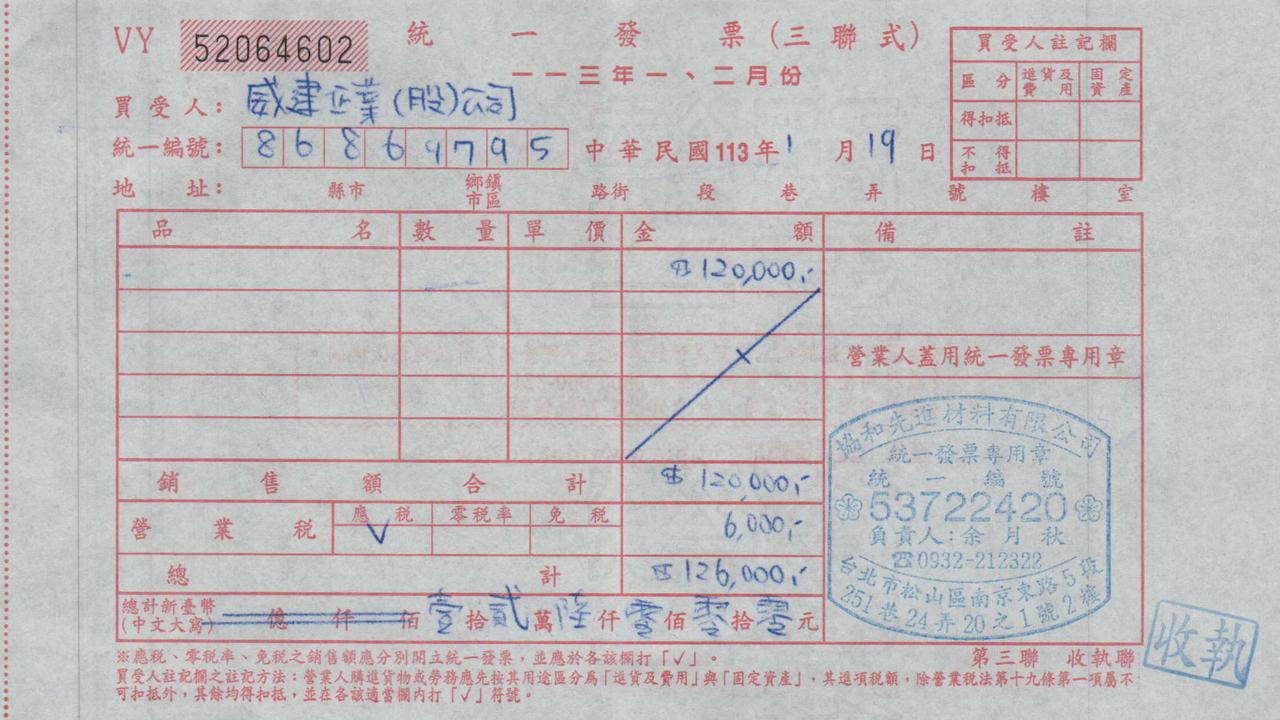 VY 52064602 統一發票(三聯式)
一一三年一、二月份
買受人: 威建企業(股)公司
統一編號: 86869795 中華民國113年1月19日
地址: 縣市 鄉鎮市區 路街 段 巷 弄 號 樓 室
買受人註記欄
區分 進貨及費用 固定資產
得扣抵
不得扣抵
品名 數量 單價 金額 備註
$120,000,-
營業人蓋用統一發票專用章
銷售額合計 $120,000,-
營業稅 應稅 零稅率 免稅 6,000,-
V
總計 $126,000,-
總計新臺幣(中文大寫) 億 仟 佰 壹拾貳萬陸仟零佰零拾零元
協和先進材料有限公司
統一發票專用章
統一編號
53722420
負責人:余月秋
☎0932-212322
台北市松山區南京東路5段
251巷24弄20之1號2樓
※應稅、零稅率、免稅之銷售額應分別開立統一發票,並應於各該欄打「✓」。
第三聯 收執聯
收執
買受人註記欄之註記方法:營業人購進貨物或勞務應先按其用途區分為「進貨及費用」與「固定資產」,其進項稅額,除營業稅法第十九條第一項屬不
可扣抵外,其餘均得扣抵,並在各該適當欄內打「✓」符號。